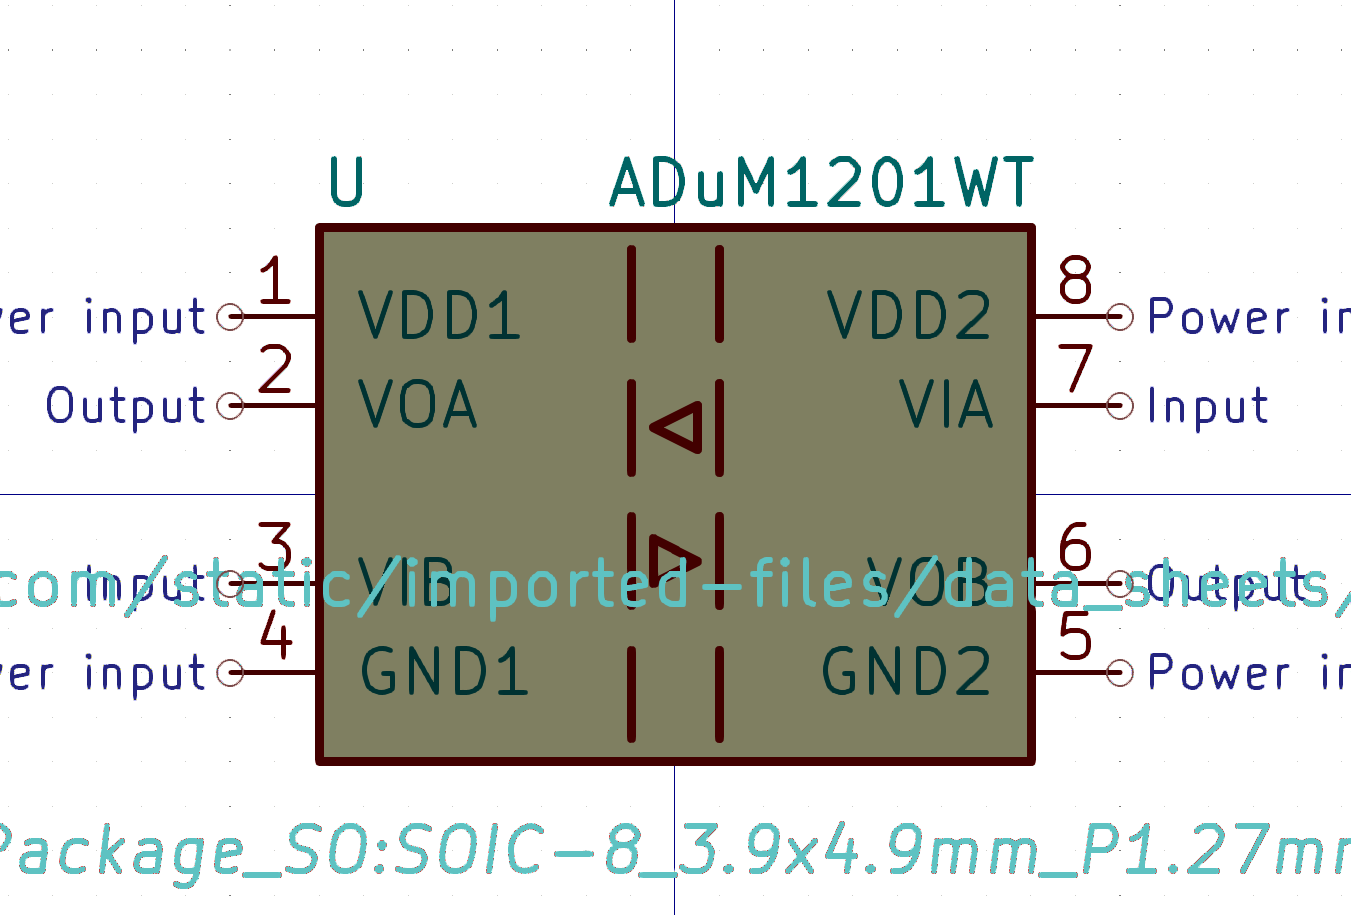 U ADuM1201WT
1 8
ver input VDD1 VDD2 Power in
2 7
Output VOA VIA Input
3 6
Input VIB VOB Output
com/static/imported-files/data_sheets/
4 5
ver input GND1 GND2 Power in
Package_SO:SOIC-8_3.9x4.9mm_P1.27mm